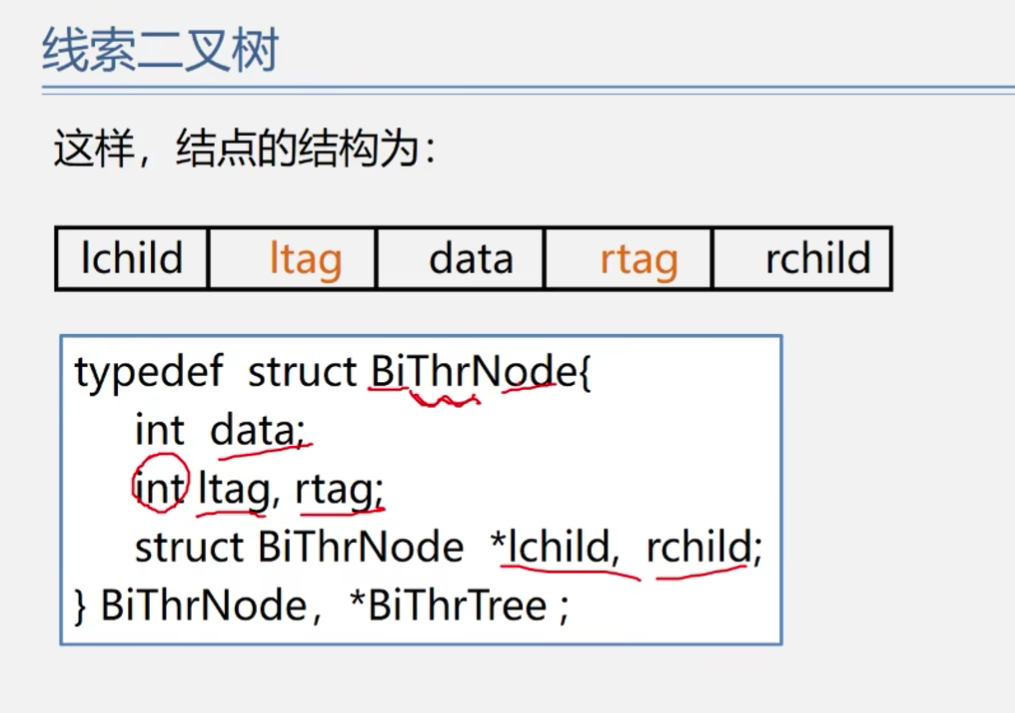 线索二叉树
这样，结点的结构为：
lchild ltag data rtag rchild
typedef struct BiThrNode{
int data;
int ltag, rtag;
struct BiThrNode *lchild, rchild;
} BiThrNode，*BiThrTree ;